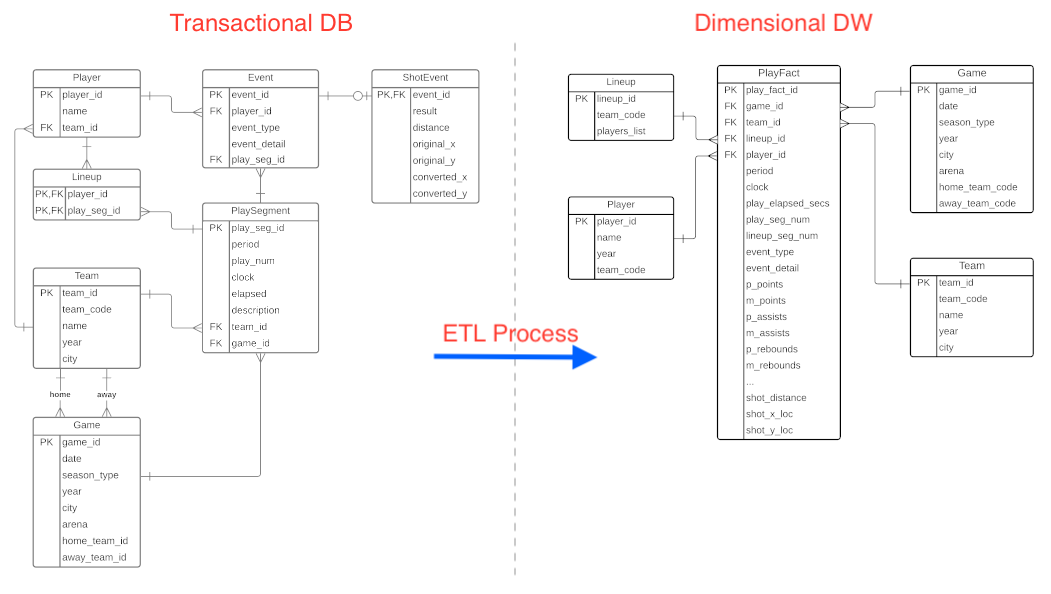 Transactional DB
Player
PK player_id
name
FK team_id
Event
PK event_id
FK player_id
event_type
event_detail
FK play_seg_id
ShotEvent
PK,FK event_id
result
distance
original_x
original_y
converted_x
converted_y
Lineup
PK,FK player_id
PK,FK play_seg_id
PlaySegment
PK play_seg_id
period
play_num
clock
elapsed
description
FK team_id
FK game_id
Team
PK team_id
team_code
name
year
city
home away
Game
PK game_id
date
season_type
year
city
arena
home_team_id
away_team_id
ETL Process
Dimensional DW
Lineup
PK lineup_id
team_code
players_list
Player
PK player_id
name
year
team_code
PlayFact
PK play_fact_id
FK game_id
FK team_id
FK lineup_id
FK player_id
period
clock
play_elapsed_secs
play_seg_num
lineup_seg_num
event_type
event_detail
p_points
m_points
p_assists
m_assists
p_rebounds
m_rebounds
...
shot_distance
shot_x_loc
shot_y_loc
Game
PK game_id
date
season_type
year
city
arena
home_team_code
away_team_code
Team
PK team_id
team_code
name
year
city